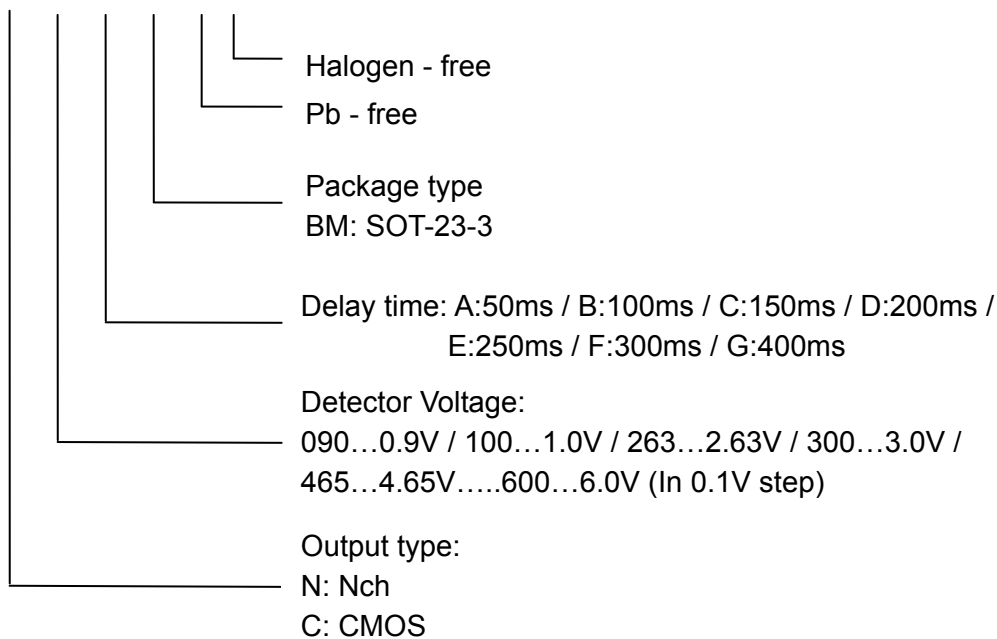 Halogen - free
Pb - free
Package type
BM: SOT-23-3
Delay time: A:50ms / B:100ms / C:150ms / D:200ms /
E:250ms / F:300ms / G:400ms
Detector Voltage:
090…0.9V / 100…1.0V / 263…2.63V / 300…3.0V /
465…4.65V…..600…6.0V (In 0.1V step)
Output type:
N: Nch
C: CMOS